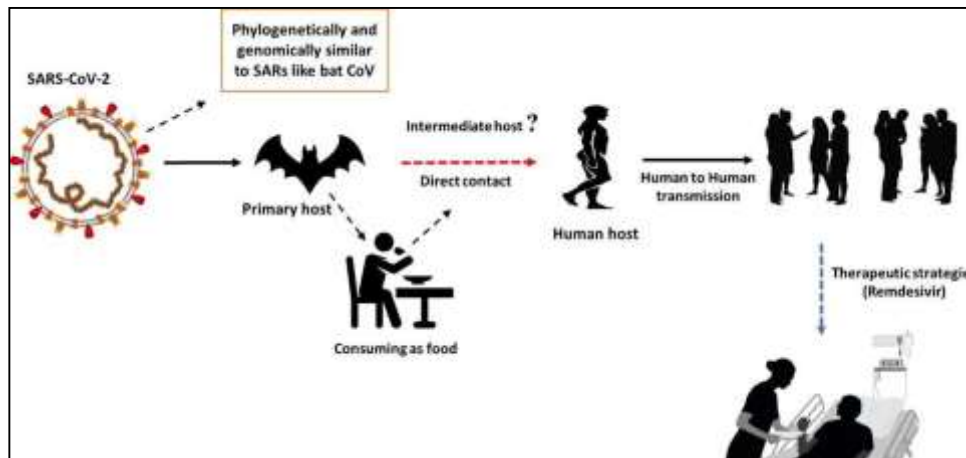 Phylogenetically and
genomically similar
to SARs like bat CoV
SARS-CoV-2
Intermediate host ?
Direct contact
Primary host
Human host
Human to Human
transmission
Consuming as food
Therapeutic strategie
(Remdesivir)